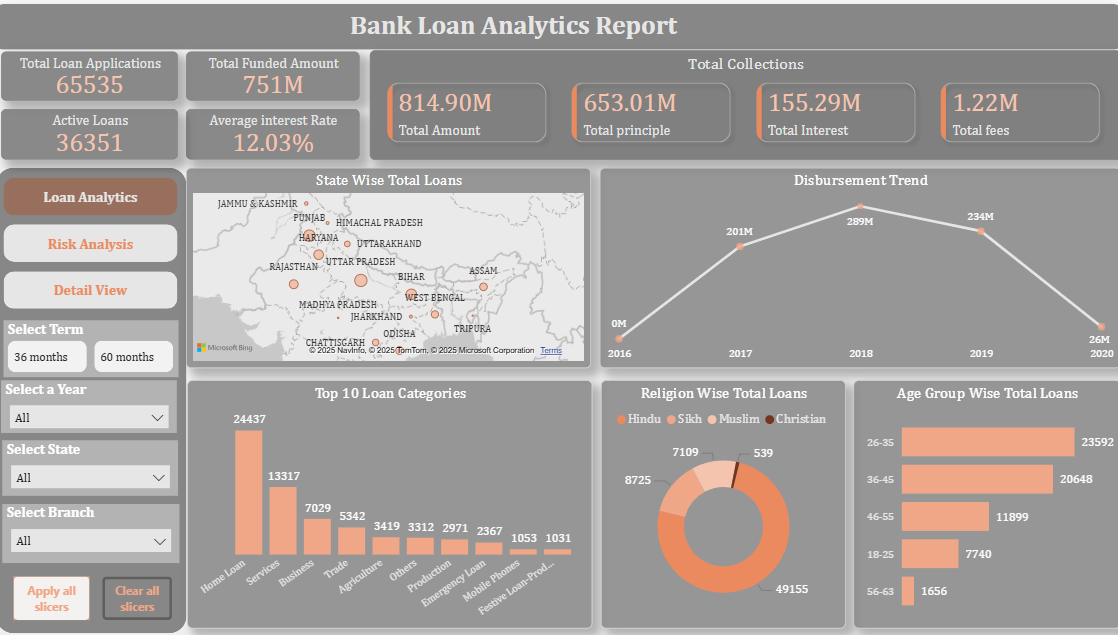 Bank Loan Analytics Report
Total Loan Applications
65535
Total Funded Amount
751M
Active Loans
36351
Average interest Rate
12.03%
Total Collections
814.90M
Total Amount
653.01M
Total principle
155.29M
Total Interest
1.22M
Total fees
Loan Analytics
Risk Analysis
Detail View
Select Term
36 months
60 months
Select a Year
All
Select State
All
Select Branch
All
Apply all
slicers
Clear all
slicers
State Wise Total Loans
JAMMU & KASHMIR
PUNJAB
HIMACHAL PRADESH
HARYANA
UTTARAKHAND
RAJASTHAN
UTTAR PRADESH
BIHAR
ASSAM
WEST BENGAL
MADHYA PRADESH
JHARKHAND
TRIPURA
ODISHA
CHATTISGARH
Microsoft Bing
© 2025 NavInfo, © 2025 TomTom, © 2025 Microsoft Corporation Terms
Disbursement Trend
0M
201M
289M
234M
26M
2016
2017
2018
2019
2020
Top 10 Loan Categories
24437
13317
7029
5342
3419
3312
2971
2367
1053
1031
Home Loan
Services
Business
Trade
Agriculture
Others
Production
Emergency Loan
Mobile Phones
Festive Loan-Prod...
Religion Wise Total Loans
Hindu
Sikh
Muslim
Christian
7109
539
8725
49155
Age Group Wise Total Loans
26-35
23592
36-45
20648
46-55
11899
18-25
7740
56-63
1656